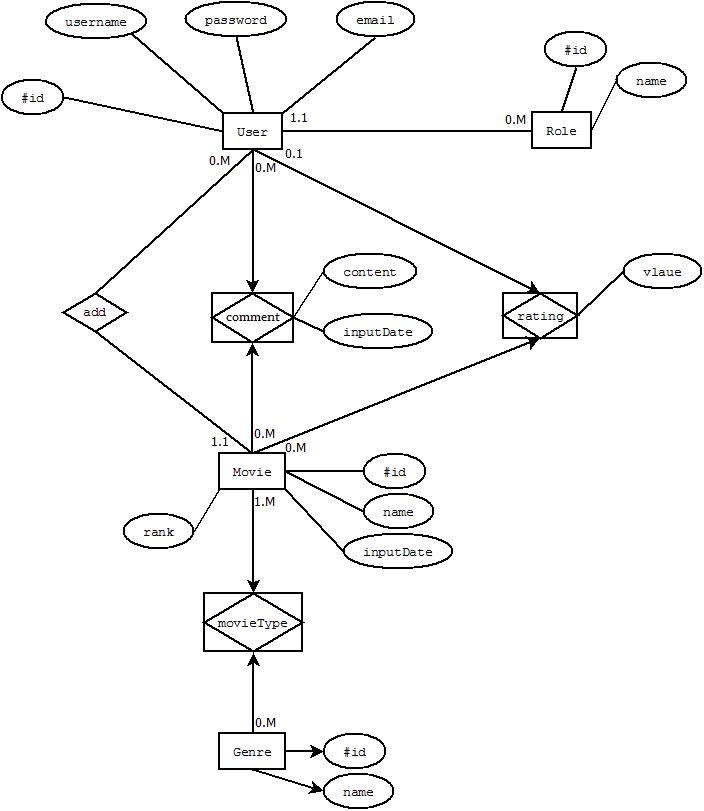 username
password
email
#id
#id
name
User
1.1
0.M
Role
0.M
0.M
0.1
add
comment
content
inputDate
rating
vlaue
1.1
0.M
0.M
Movie
#id
name
inputDate
rank
1.M
movieType
0.M
Genre
#id
name